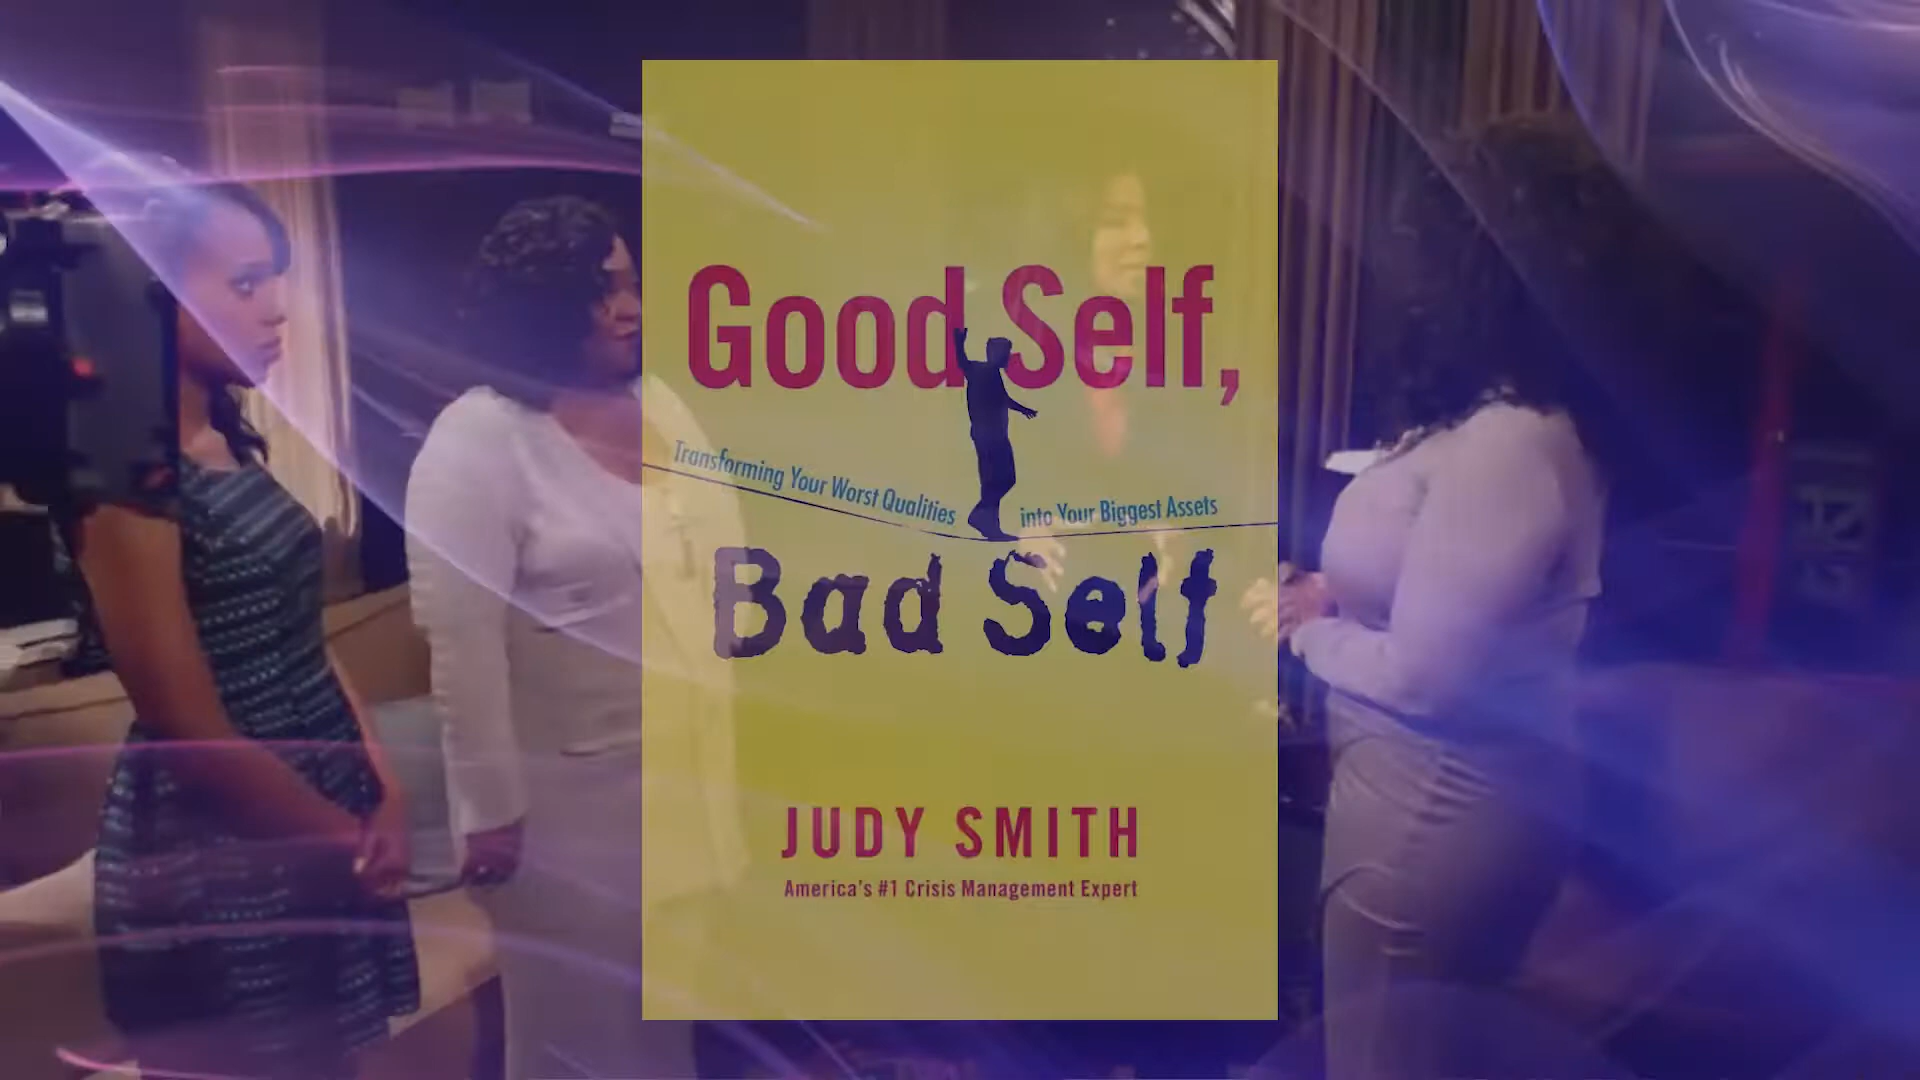 Good Self,
Transforming Your Worst Qualities into Your Biggest Assets
Bad Self
JUDY SMITH
America's #1 Crisis Management Expert